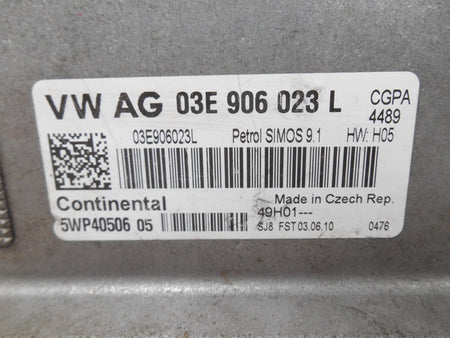 VW AG 03E 906 023 L CGPA
4489
03E906023L Petrol SIMOS 9.1 HW: H05
Continental Made in Czech Rep.
5WP40506 05 49H01---
SJ8 FST 03.06.10 0476